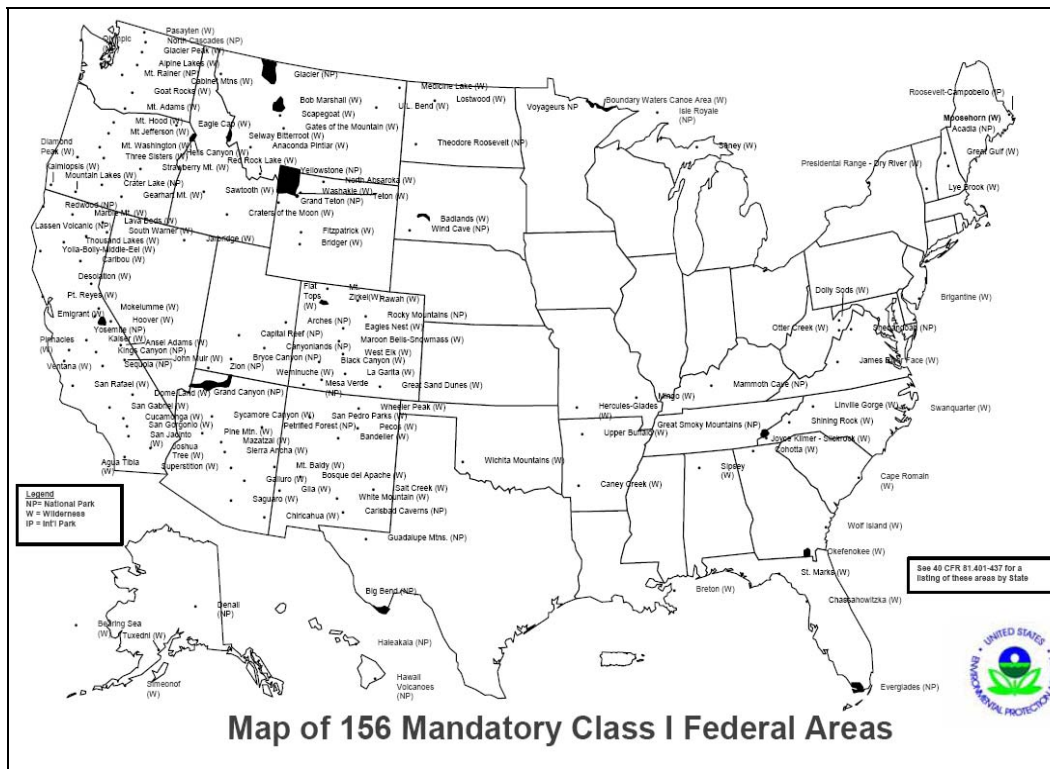 Pasayten (W)
North Cascades (NP)
Olympic
Glacier Peak (W)
Alpine Lakes (W)
Mt. Rainer (NP)
Cabinet Mtns (W)
Goat Rocks (W)
Mt. Adams (W)
Glacier (NP)
Medicine Lake (W)
Bob Marshall (W)
U.L. Bend (W)
Lostwood (W)
Scapegoat (W)
Gates of the Mountain (W)
Voyageurs NP
Boundary Waters Canoe Area (W)
Isle Royale
(NP)
Seney (W)
Roosevelt-Campobello (IP)
Moosehorn (W)
Acadia (NP)
Great Gulf (W)
Presidential Range - Dry River (W)
Lye Brook (W)
Mt. Hood (W)
Eagle Cap (W)
Mt Jefferson (W)
Selway Bitterroot (W)
Anaconda Pintlar (W)
Theodore Roosevelt (NP)
Diamond
Peak (W)
Mt. Washington (W)
Hells Canyon (W)
Three Sisters (W)
Red Rock Lake (W)
Kalmiopsis (W)
Strawberry Mt. (W)
Yellowstone (NP)
Mountain Lakes (W)
North Absaroka (W)
Crater Lake (NP)
Sawtooth (W)
Washakie (W)
Teton (W)
Gearhart Mt. (W)
Grand Teton (NP)
Redwood (NP)
Marble Mt. (W)
Craters of the Moon (W)
Lava Beds (W)
Lassen Volcanic (NP)
South Warner (W)
Jarbridge (W)
Fitzpatrick (W)
Bridger (W)
Badlands (W)
Wind Cave (NP)
Thousand Lakes (W)
Yolla-Bolly-Middle-Eel (W)
Caribou (W)
Desolation (W)
Flat
Tops
(W)
Mt.
Zirkel(W)
Rawah (W)
Pt. Reyes (W)
Mokelumme (W)
Emigrant (W)
Hoover (W)
Yosemite (NP)
Arches (NP)
Rocky Mountains (NP)
Eagles Nest (W)
Capital Reef (NP)
Maroon Bells-Snowmass (W)
Pinnacles
(W)
Kaiser (W)
Ansel Adams (W)
Canyonlands (NP)
West Elk (W)
Kings Canyon (NP)
John Muir (W)
Bryce Canyon (NP)
Black Canyon (W)
Ventana (W)
Sequoia (NP)
Zion (NP)
La Garita (W)
Weminuche (W)
Mesa Verde
(NP)
Great Sand Dunes (W)
San Rafael (W)
Dome Land (W)
Grand Canyon (NP)
Wheeler Peak (W)
San Gabriel (W)
Cucamonga (W)
Sycamore Canyon (W)
San Pedro Parks (W)
San Gorgonio (W)
Petrified Forest (NP)
Pecos (W)
San Jacinto
(W)
Pine Mtn. (W)
Bandelier (W)
Joshua
Tree (W)
Mazatzal (W)
Sierra Ancha (W)
Agua Tibia
(W)
Superstition (W)
Mt. Baldy (W)
Bosque del Apache (W)
Galiuro (W)
Gila (W)
Salt Creek (W)
Saguaro (W)
White Mountain (W)
Chiricahua (W)
Carlsbad Caverns (NP)
Guadalupe Mtns. (NP)
Wichita Mountains (W)
Hercules-Glades
(W)
Mingo (W)
Upper Buffalo (W)
Caney Creek (W)
Dolly Sods (W)
Otter Creek (W)
Shenandoah (NP)
Brigantine (W)
James River Face (W)
Mammoth Cave (NP)
Linville Gorge (W)
Swanquarter (W)
Shining Rock (W)
Great Smoky Mountains (NP)
Joyce Kilmer - Slickrock (W)
Cohotta (W)
Sipsey
(W)
Cape Romain
(W)
Wolf Island (W)
Okefenokee (W)
St. Marks (W)
Breton (W)
Chassahowitzka (W)
Everglades (NP)
Big Bend (NP)
Denali
(NP)
Bearing Sea
(W)
Tuxedni (W)
Simeonof
(W)
Haleakala (NP)
Hawaii
Volcanoes
(NP)
Legend
NP= National Park
W = Wilderness
IP = Int'l Park
See 40 CFR 81.401-437 for a
listing of these areas by State
UNITED STATES
ENVIRONMENTAL PROTECTION
Map of 156 Mandatory Class I Federal Areas